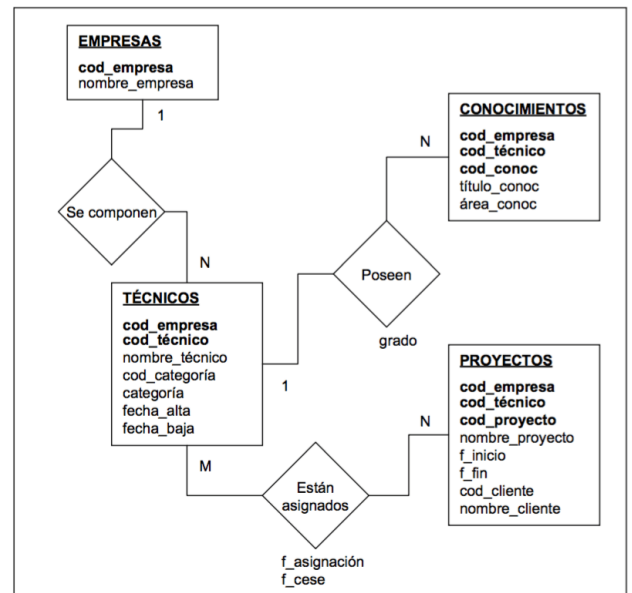 EMPRESAS
cod_empresa
nombre_empresa
1
Se componen
N
TÉCNICOS
cod_empresa
cod_técnico
nombre_técnico
cod_categoría
categoría
fecha_alta
fecha_baja
1
Poseen
grado
N
CONOCIMIENTOS
cod_empresa
cod_técnico
cod_conoc
título_conoc
área_conoc
M
Están
asignados
f_asignación
f_cese
N
PROYECTOS
cod_empresa
cod_técnico
cod_proyecto
nombre_proyecto
f_inicio
f_fin
cod_cliente
nombre_cliente